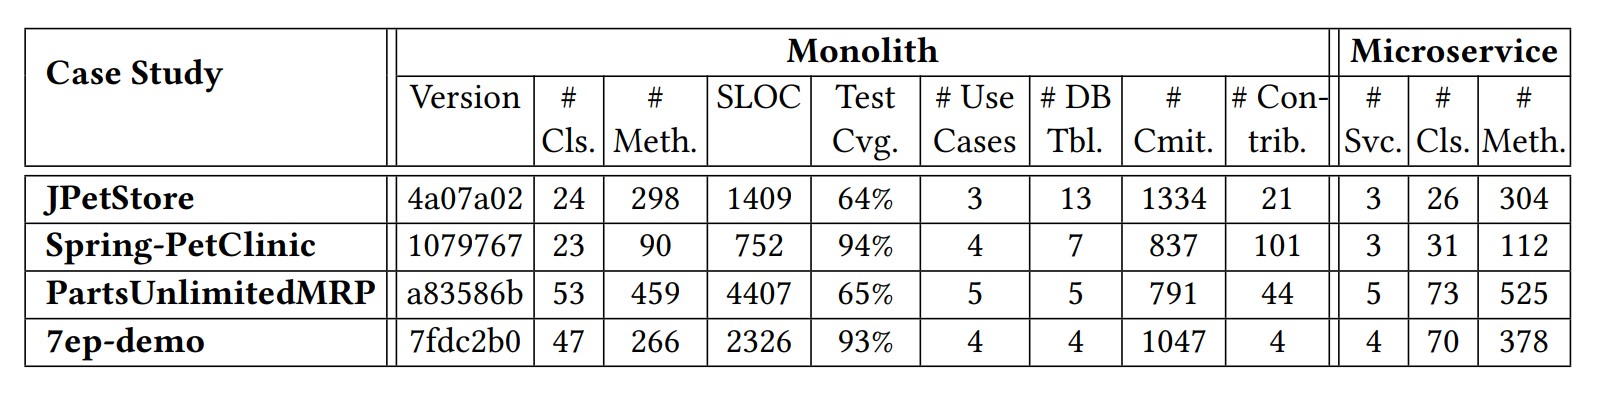 Case Study Monolith Microservice
Version # Cls. # Meth. SLOC Test Cvg. # Use Cases # DB Tbl. # Cmit. # Con-trib. # Svc. # Cls. # Meth.
JPetStore 4a07a02 24 298 1409 64% 3 13 1334 21 3 26 304
Spring-PetClinic 1079767 23 90 752 94% 4 7 837 101 3 31 112
PartsUnlimitedMRP a83586b 53 459 4407 65% 5 5 791 44 5 73 525
7ep-demo 7fdc2b0 47 266 2326 93% 4 4 1047 4 4 70 378